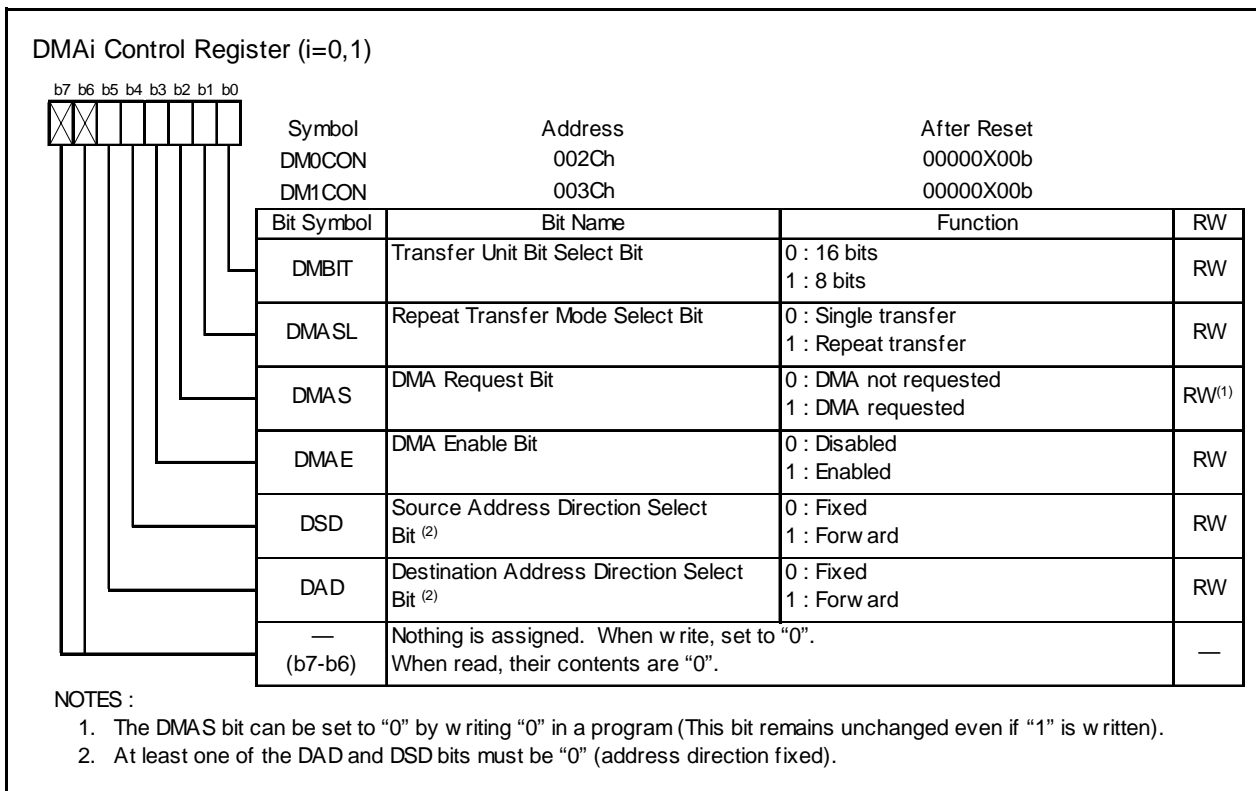 DMAi Control Register (i=0,1)
b7 b6 b5 b4 b3 b2 b1 b0
Symbol Address After Reset
DM0CON 002Ch 00000X00b
DM1CON 003Ch 00000X00b
Bit Symbol Bit Name Function RW
DMBIT Transfer Unit Bit Select Bit 0 : 16 bits RW
1 : 8 bits
DMASL Repeat Transfer Mode Select Bit 0 : Single transfer RW
1 : Repeat transfer
DMAS DMA Request Bit 0 : DMA not requested RW(1)
1 : DMA requested
DMAE DMA Enable Bit 0 : Disabled RW
1 : Enabled
DSD Source Address Direction Select 0 : Fixed RW
Bit (2) 1 : Forward
DAD Destination Address Direction Select 0 : Fixed RW
Bit (2) 1 : Forward
— Nothing is assigned. When write, set to “0”. —
(b7-b6) When read, their contents are “0”.
NOTES :
1. The DMAS bit can be set to “0” by writing “0” in a program (This bit remains unchanged even if “1” is written).
2. At least one of the DAD and DSD bits must be “0” (address direction fixed).